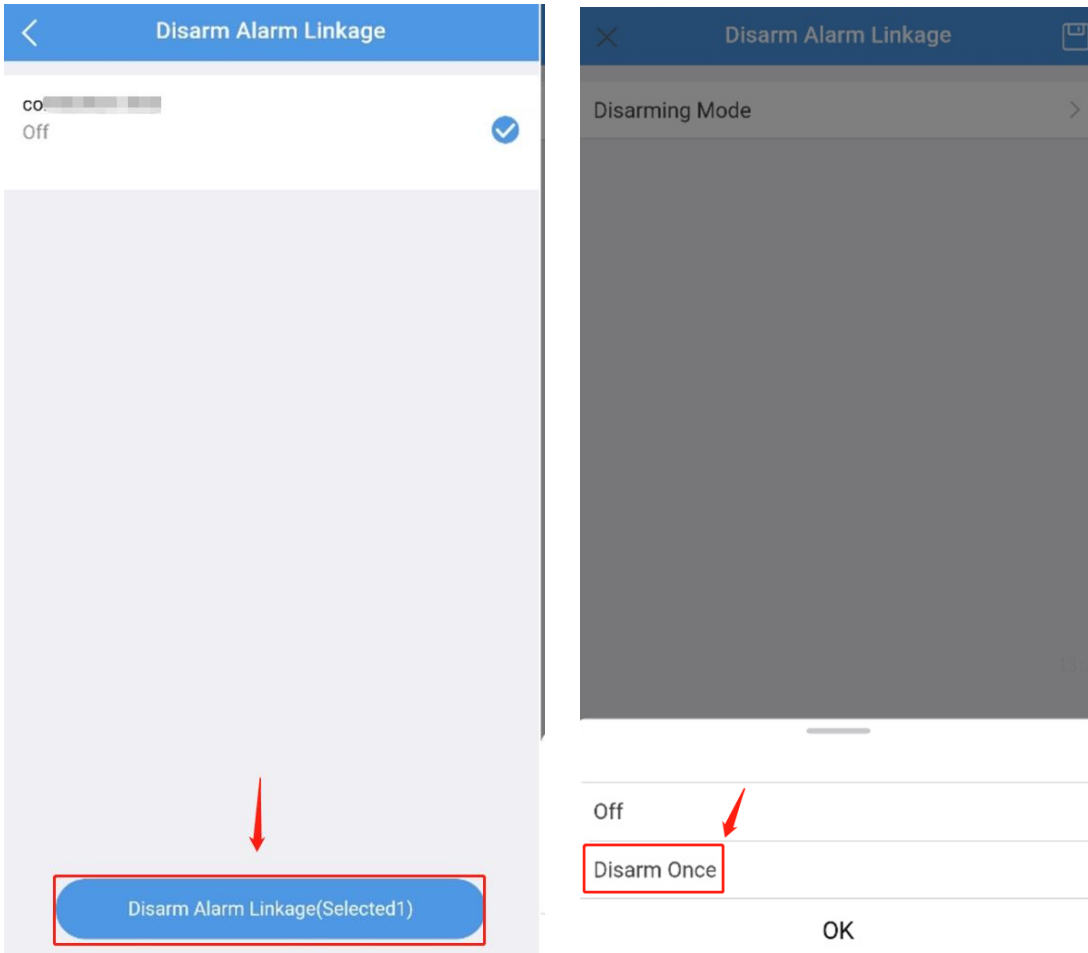 Disarm Alarm Linkage
co
Off
Disarm Alarm Linkage(Selected1)
Disarm Alarm Linkage
Disarming Mode
Off
Disarm Once
OK